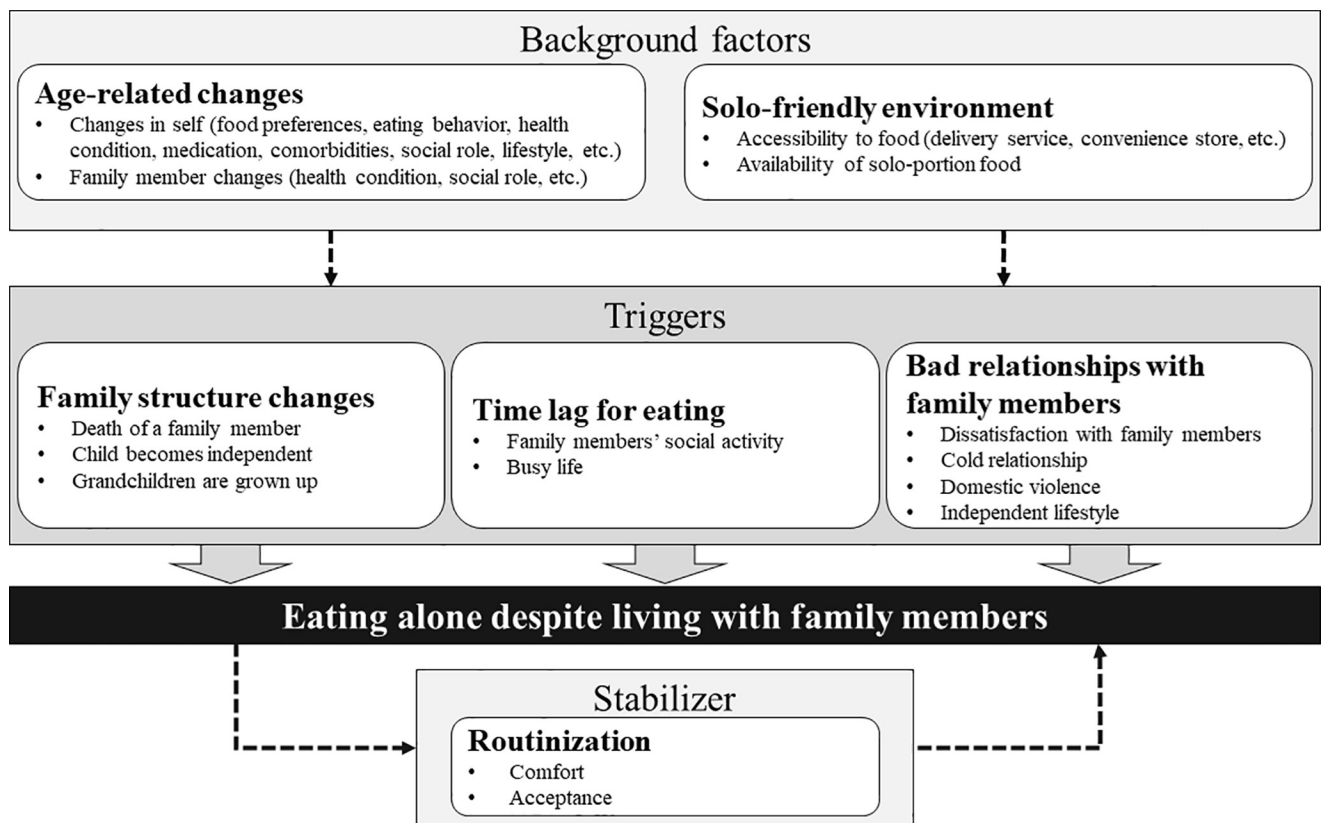 Background factors
Age-related changes
• Changes in self (food preferences, eating behavior, health
condition, medication, comorbidities, social role, lifestyle, etc.)
• Family member changes (health condition, social role, etc.)
Solo-friendly environment
• Accessibility to food (delivery service, convenience store, etc.)
• Availability of solo-portion food
Triggers
Family structure changes
• Death of a family member
• Child becomes independent
• Grandchildren are grown up
Time lag for eating
• Family members’ social activity
• Busy life
Bad relationships with
family members
• Dissatisfaction with family members
• Cold relationship
• Domestic violence
• Independent lifestyle
Eating alone despite living with family members
Stabilizer
Routinization
• Comfort
• Acceptance